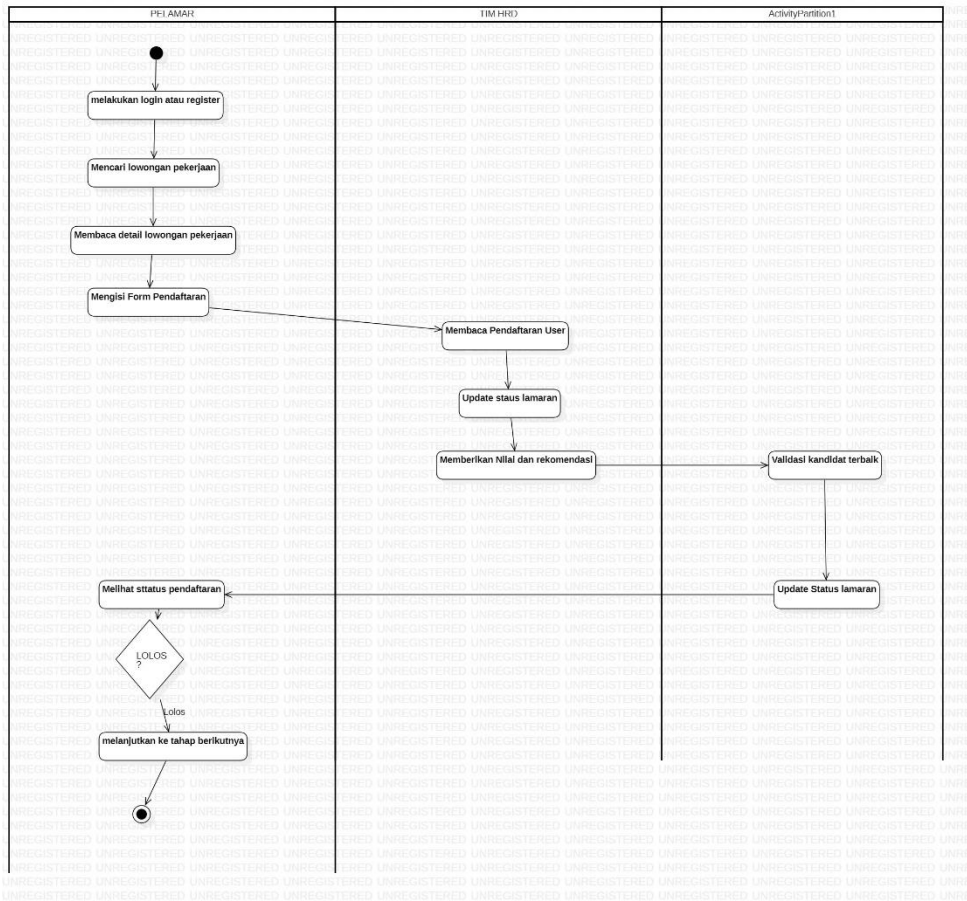 PELAMAR
TIM HRD
ActivityPartition1
melakukan login atau register
Mencari lowongan pekerjaan
Membaca detail lowongan pekerjaan
Mengisi Form Pendaftaran
Membaca Pendaftaran User
Update staus lamaran
Memberikan Nilai dan rekomendasi
Validasi kandidat terbaik
Update Status lamaran
Melihat sttatus pendaftaran
LOLOS
?
Lolos
melanjutkan ke tahap berikutnya
UNREGISTERED